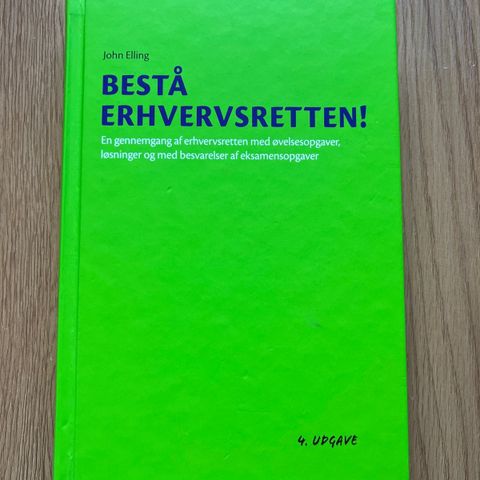 John Elling
BESTÅ
ERHVERVSRETTEN!
En gennemgang af erhvervsretten med øvelsesopgaver,
løsninger og med besvarelser af eksamensopgaver
4. UDGAVE